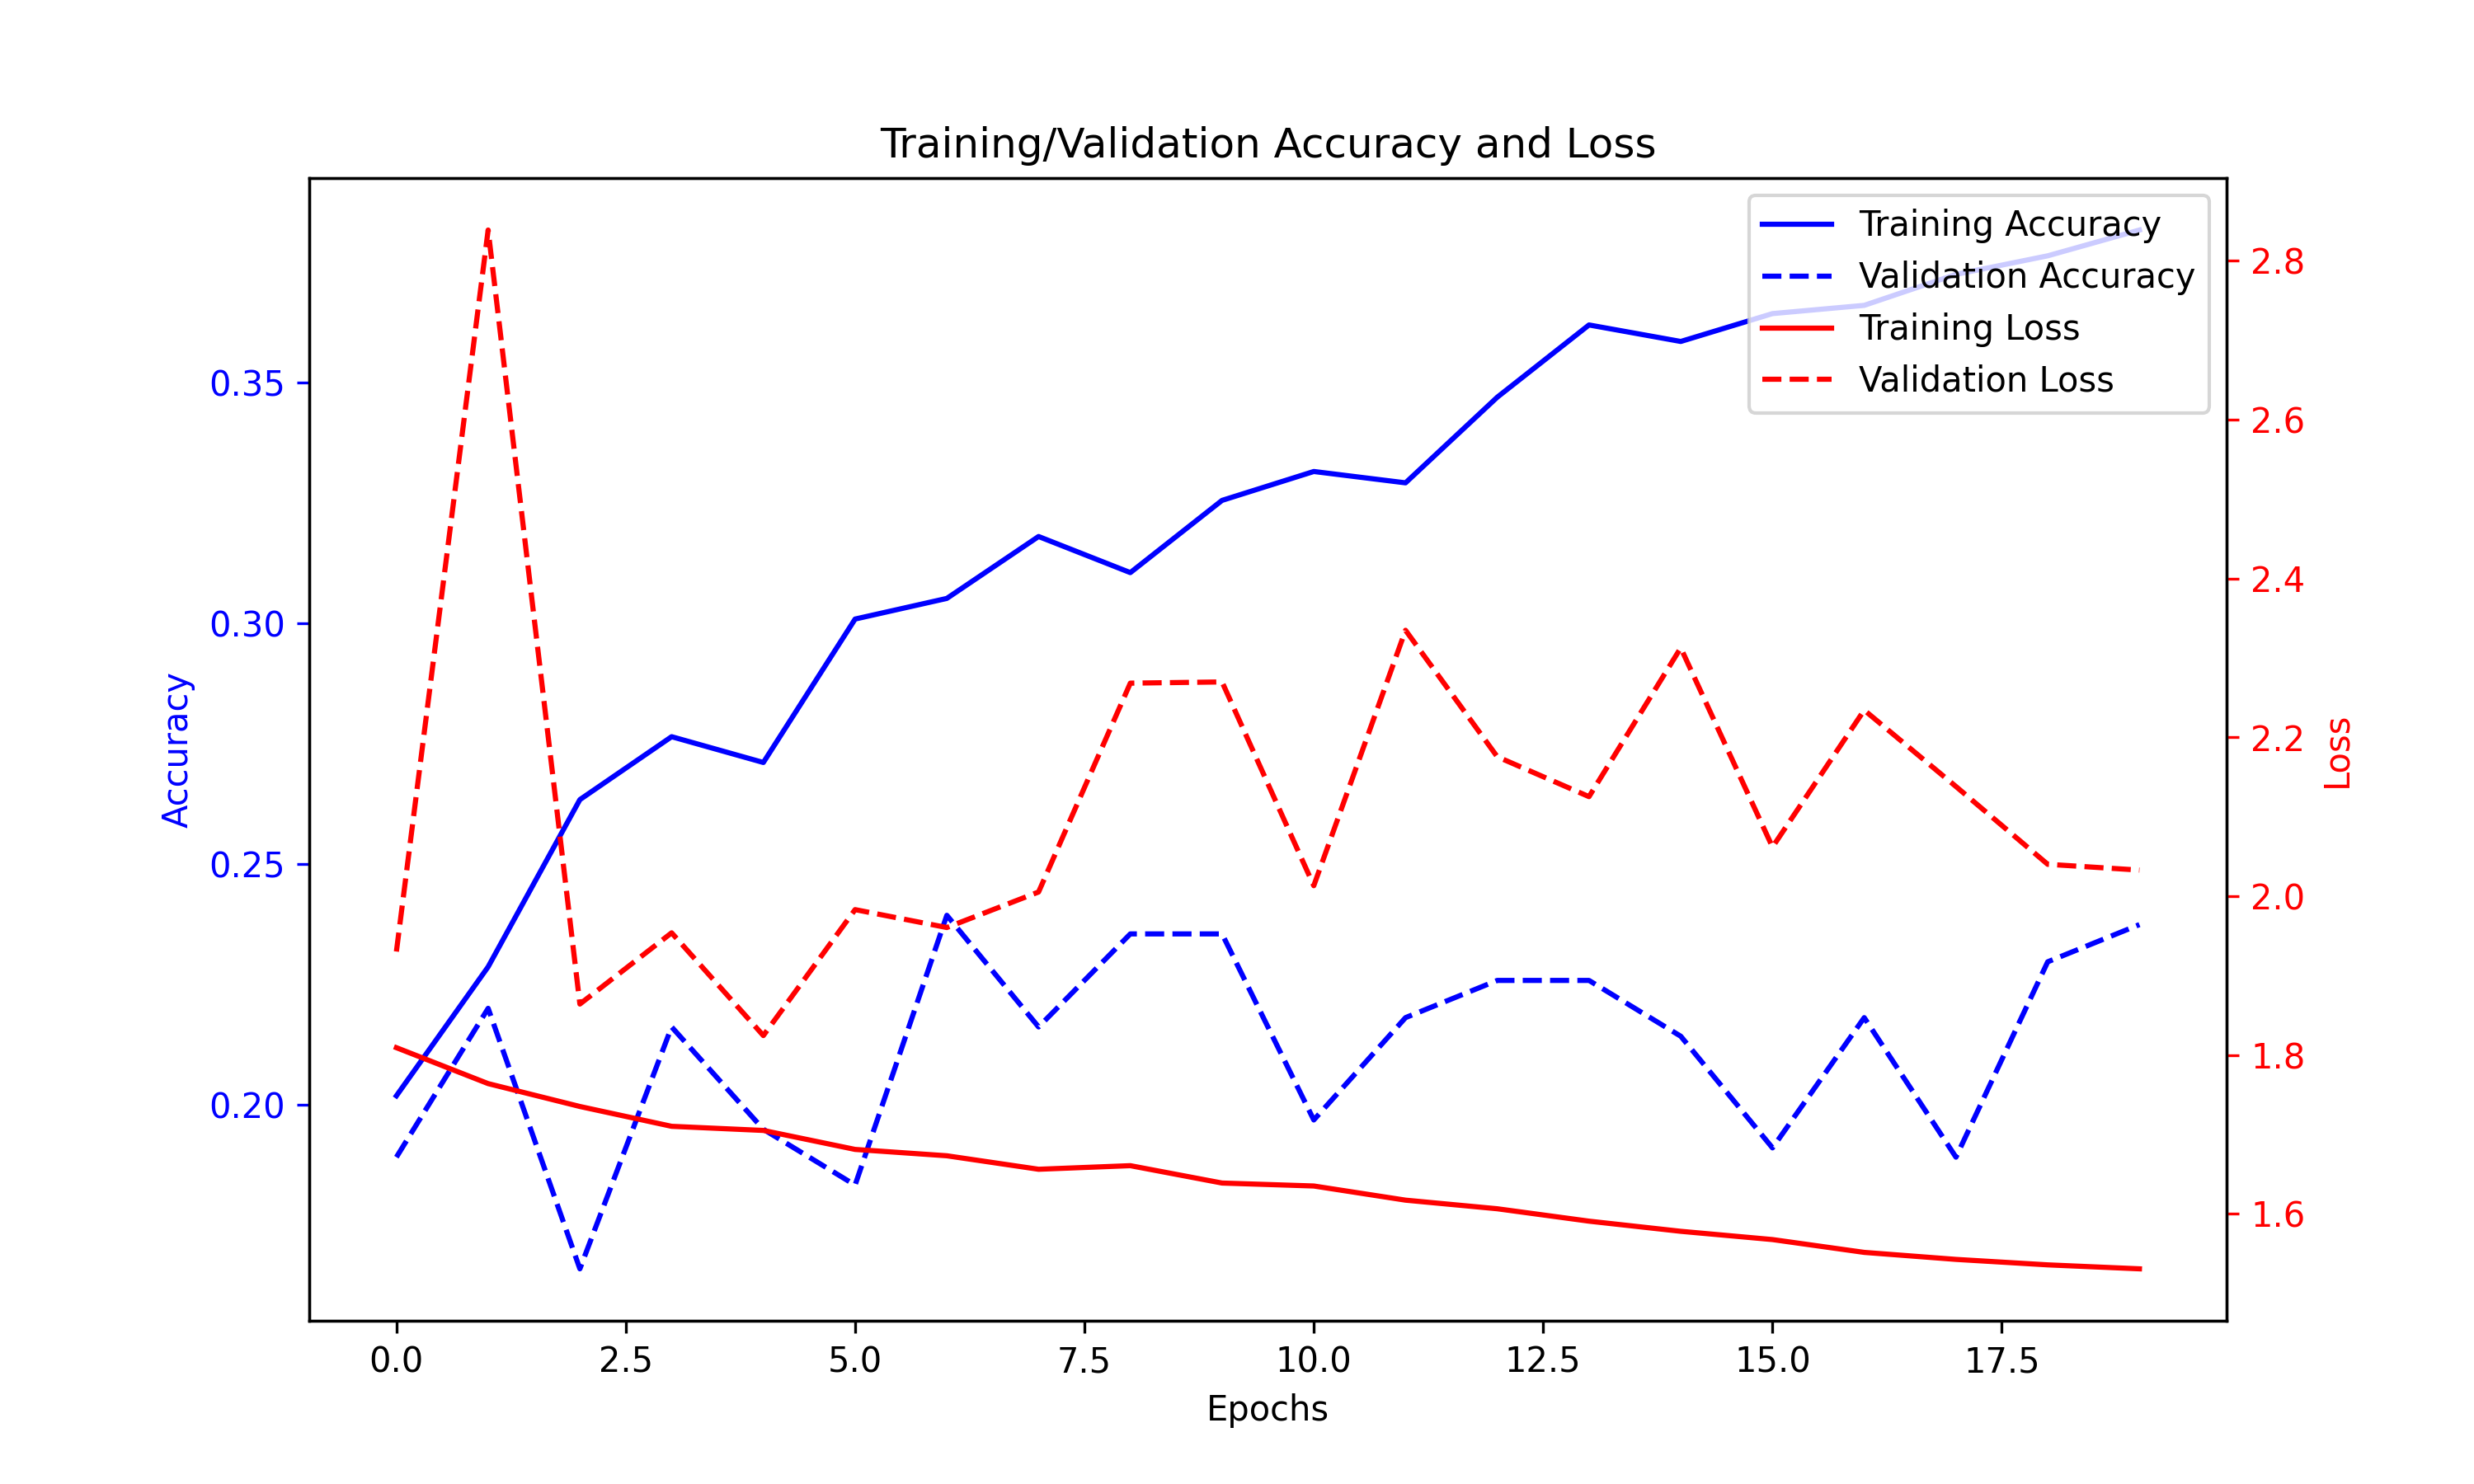 Training/Validation Accuracy and Loss
Training Accuracy
Validation Accuracy
Training Loss
Validation Loss
0.35
0.30
0.25
0.20
Accuracy
2.8
2.6
2.4
2.2
2.0
1.8
1.6
Loss
0.0 2.5 5.0 7.5 10.0 12.5 15.0 17.5
Epochs